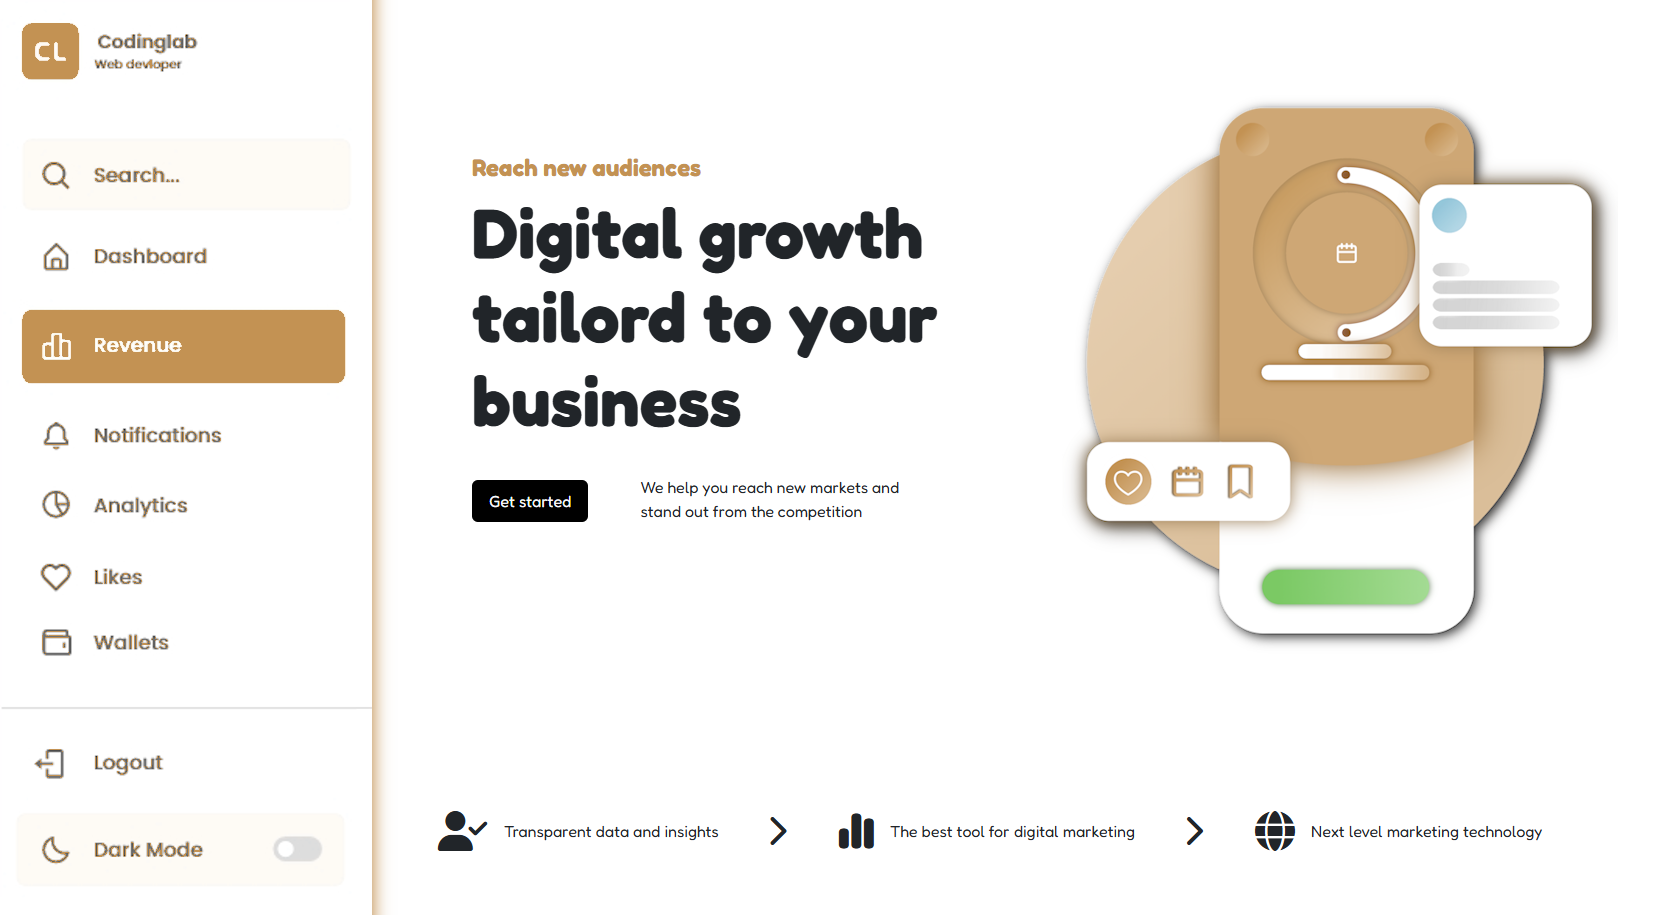 CL
Codinglab
Web devloper
Search...
Dashboard
Revenue
Notifications
Analytics
Likes
Wallets
Logout
Dark Mode
Reach new audiences
Digital growth
tailord to your
business
Get started
We help you reach new markets and
stand out from the competition
Transparent data and insights
The best tool for digital marketing
Next level marketing technology